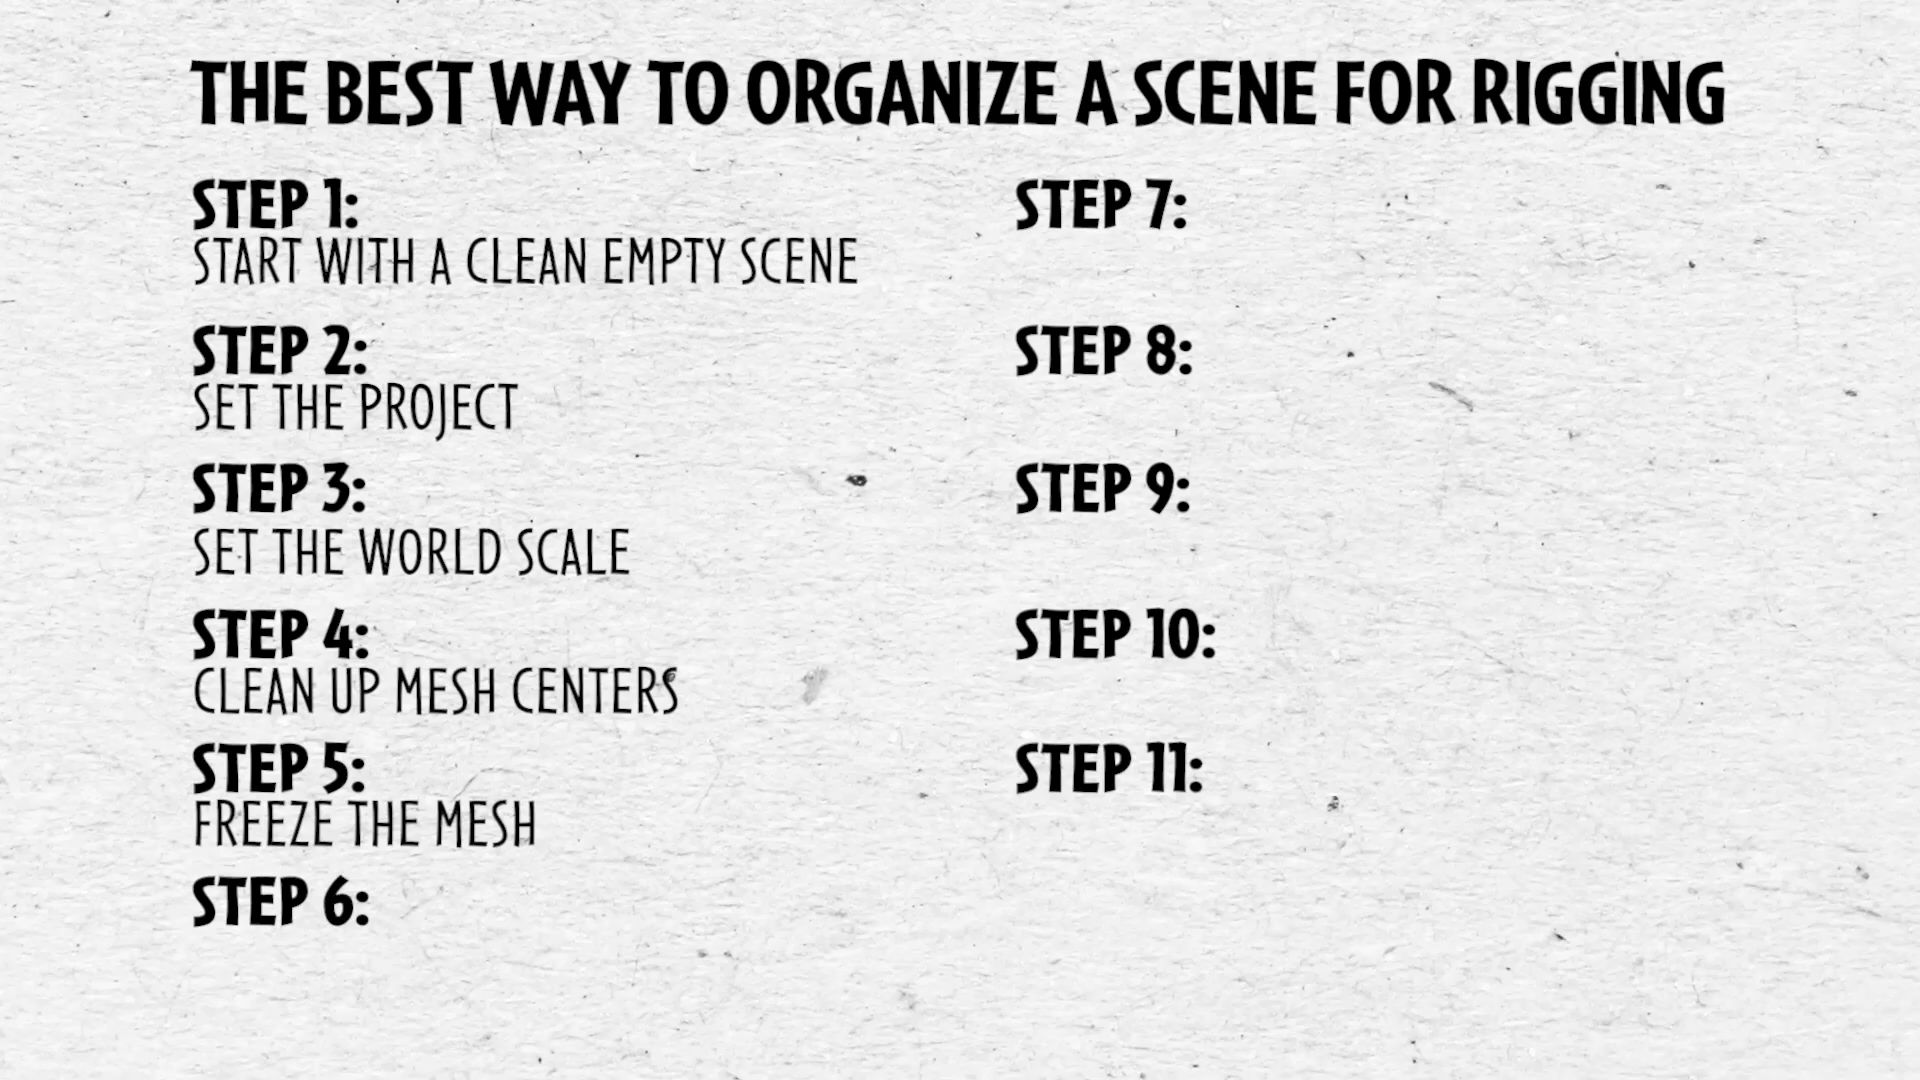 THE BEST WAY TO ORGANIZE A SCENE FOR RIGGING
STEP 1:
START WITH A CLEAN EMPTY SCENE
STEP 2:
SET THE PROJECT
STEP 3:
SET THE WORLD SCALE
STEP 4:
CLEAN UP MESH CENTERS
STEP 5:
FREEZE THE MESH
STEP 6:
STEP 7:
STEP 8:
STEP 9:
STEP 10:
STEP 11: